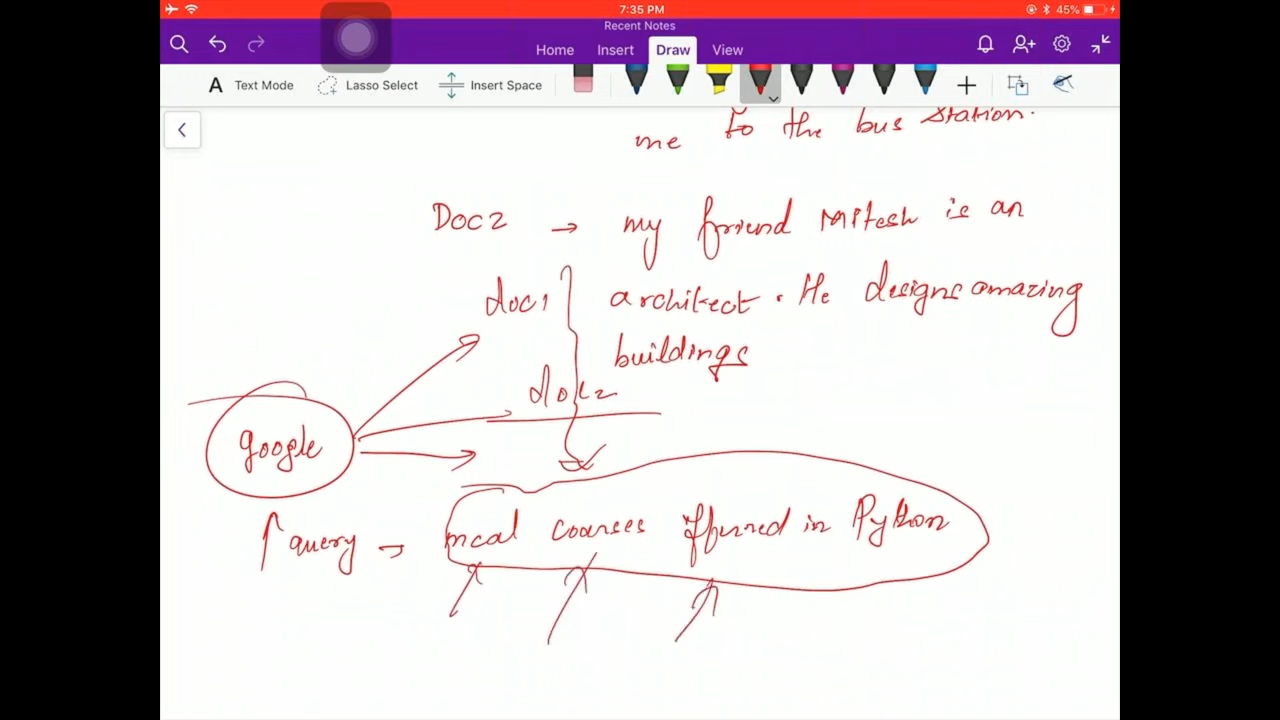 7:35 PM
45%
Recent Notes
Home Insert Draw View
A Text Mode Lasso Select Insert Space
me to the bus station.
Doc2 → my friend Mitesh is an
doc1 architect. He designs amazing
buildings
doc2
google
query → mcal courses offerred in Python